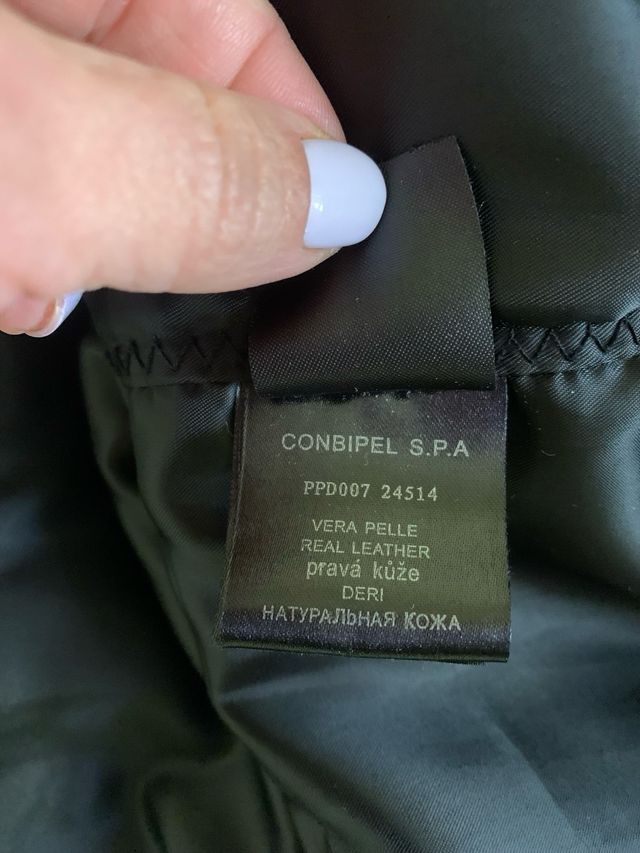 CONBIPEL S.P.A
PPD007 24514
VERA PELLE
REAL LEATHER
pravá kůže
DERI
НАТУРАЛЬНАЯ КОЖА